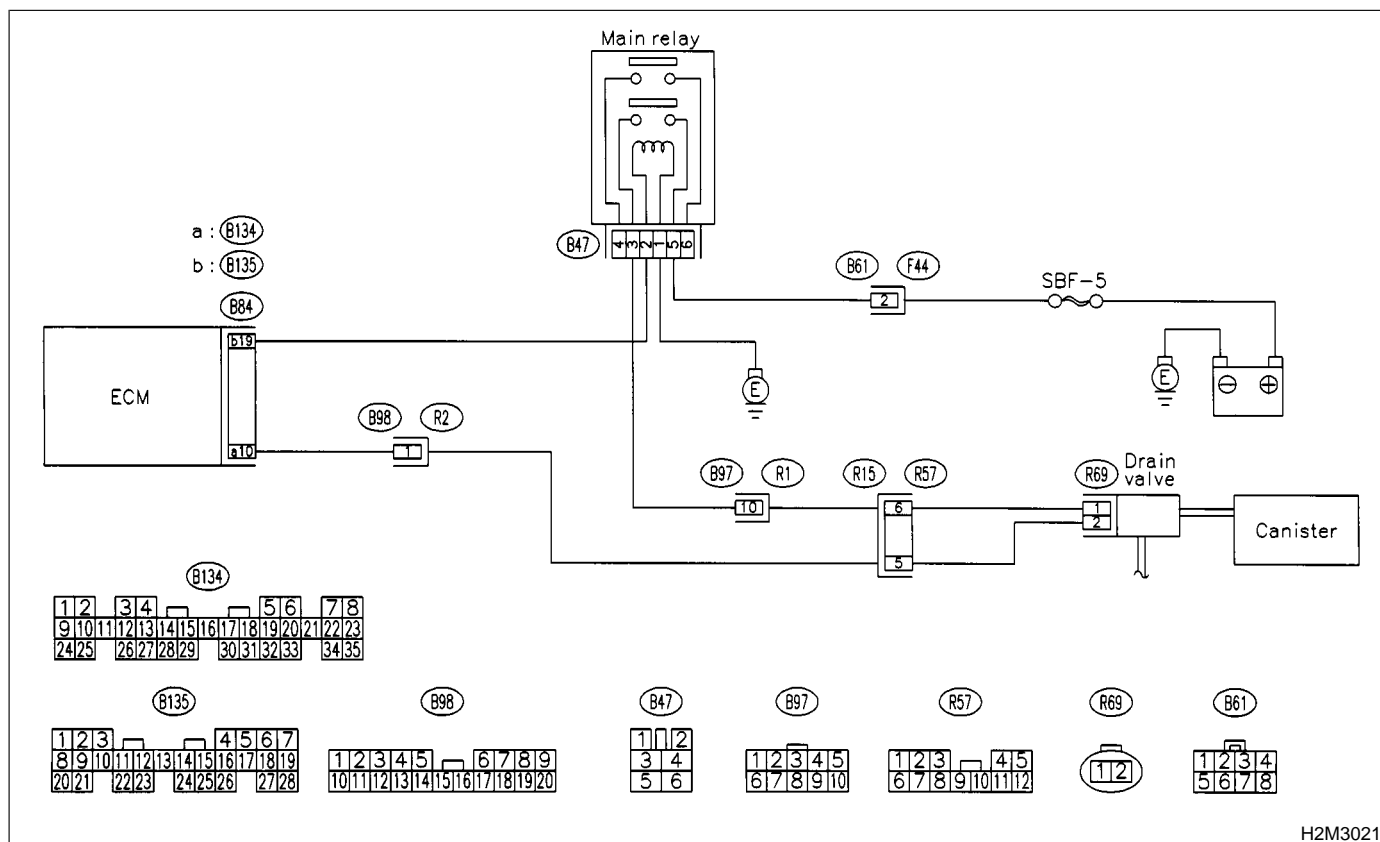 Main relay
4 3 2 1 5 6
B47
a : B134
b : B135
B84
B61 F44
2
SBF-5
b19
ECM
a10
E
E
⊖ ⊕
B98 R2
1
B97 R1
10
R15 R57
6
5
R69
Drain
valve
1
2
Canister
B134
1 2 3 4 5 6 7 8
9 10 11 12 13 14 15 16 17 18 19 20 21 22 23
24 25 26 27 28 29 30 31 32 33 34 35
B135
1 2 3 4 5 6 7
8 9 10 11 12 13 14 15 16 17 18 19
20 21 22 23 24 25 26 27 28
B98
1 2 3 4 5 6 7 8 9
10 11 12 13 14 15 16 17 18 19 20
B47
1 2
3 4
5 6
B97
1 2 3 4 5
6 7 8 9 10
R57
1 2 3 4 5
6 7 8 9 10 11 12
R69
1 2
B61
1 2 3 4
5 6 7 8
H2M3021